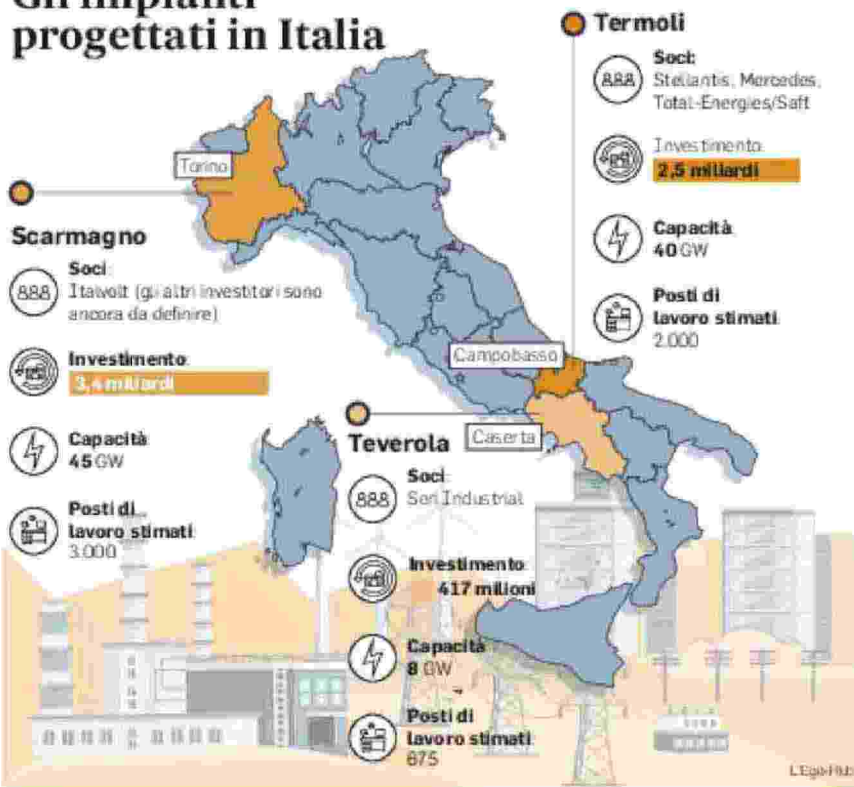 Gli impianti
progettati in Italia
Termoli
Soci:
Stellantis, Mercedes,
Total-Energies/Saft
Investimento
2,5 miliardi
Capacità
40 GW
Posti di
lavoro stimati
2.000
Torino
Scarmagno
Soci
Italvolt (gli altri investitori sono
ancora da definire)
Investimento
3,4 miliardi
Capacità
45 GW
Posti di
lavoro stimati
3.000
Campobasso
Caserta
Teverola
Soci
Seri Industrial
Investimento
417 milioni
Capacità
8 GW
Posti di
lavoro stimati
675